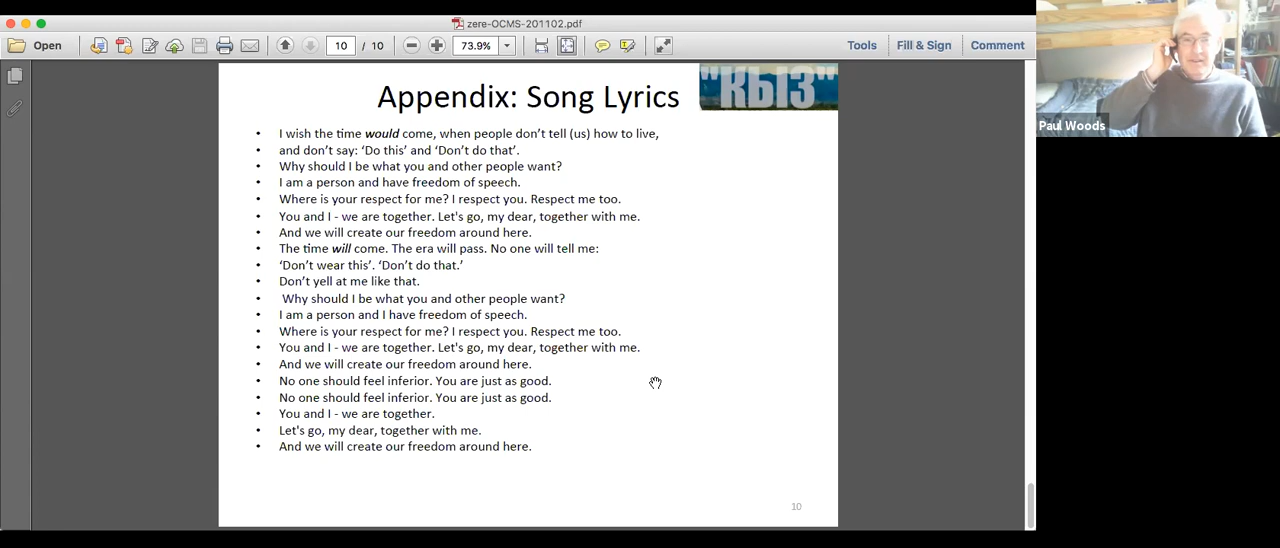 zere-OCMS-201102.pdf
Open
10 / 10
73.9%
Tools
Fill & Sign
Comment
Paul Woods
"КЫЗ"
Appendix: Song Lyrics
• I wish the time would come, when people don't tell (us) how to live,
• and don't say: 'Do this' and 'Don't do that'.
• Why should I be what you and other people want?
• I am a person and have freedom of speech.
• Where is your respect for me? I respect you. Respect me too.
• You and I - we are together. Let's go, my dear, together with me.
• And we will create our freedom around here.
• The time will come. The era will pass. No one will tell me:
• 'Don't wear this'. 'Don't do that.'
• Don't yell at me like that.
• Why should I be what you and other people want?
• I am a person and I have freedom of speech.
• Where is your respect for me? I respect you. Respect me too.
• You and I - we are together. Let's go, my dear, together with me.
• And we will create our freedom around here.
• No one should feel inferior. You are just as good.
• No one should feel inferior. You are just as good.
• You and I - we are together.
• Let's go, my dear, together with me.
• And we will create our freedom around here.
10